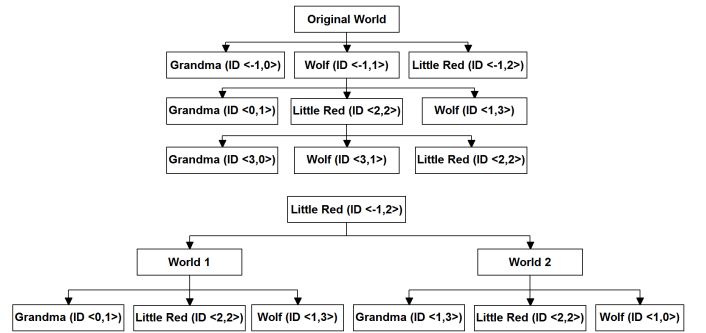 Original World
Grandma (ID <-1,0>)
Wolf (ID <-1,1>)
Little Red (ID <-1,2>)
Grandma (ID <0,1>)
Little Red (ID <2,2>)
Wolf (ID <1,3>)
Grandma (ID <3,0>)
Wolf (ID <3,1>)
Little Red (ID <2,2>)
Little Red (ID <-1,2>)
World 1
World 2
Grandma (ID <0,1>)
Little Red (ID <2,2>)
Wolf (ID <1,3>)
Grandma (ID <1,3>)
Little Red (ID <2,2>)
Wolf (ID <1,0>)